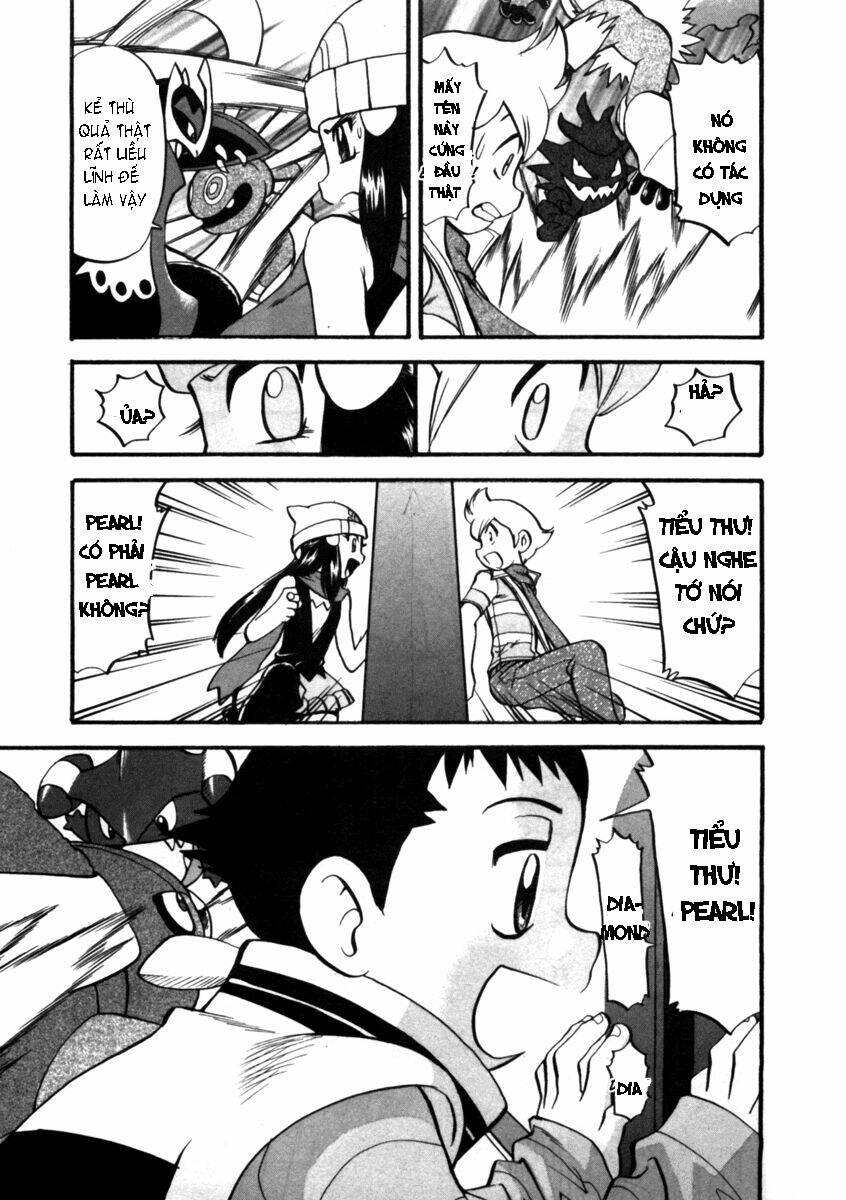 NÓ
KHÔNG
CÓ TÁC
DỤNG
MẤY
TÊN
NÀY
CỨNG
ĐẦU
THẬT
KẺ THÙ
QUẢ THẬT
RẤT LIỀU
LĨNH ĐỂ
LÀM VẬY
HẢ?
ỦA?
TIỂU THƯ!
CẬU NGHE
TỚ NÓI
CHỨ?
PEARL!
CÓ PHẢI
PEARL
KHÔNG?
TIỂU
THƯ!
PEARL!
DIA-
MOND
DIA